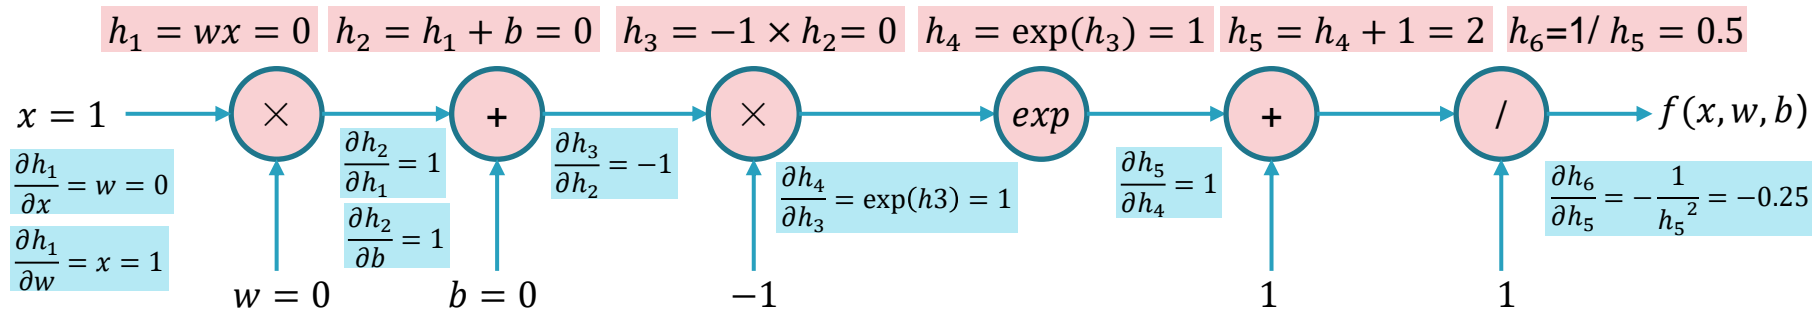 h₁ = wx = 0 h₂ = h₁ + b = 0 h₃ = −1 × h₂= 0 h₄ = exp(h₃) = 1 h₅ = h₄ + 1 = 2 h₆=1/ h₅ = 0.5
x = 1 × + × exp + / f(x, w, b)
∂h₁/∂x = w = 0
∂h₁/∂w = x = 1
∂h₂/∂h₁ = 1
∂h₂/∂b = 1
∂h₃/∂h₂ = −1
∂h₄/∂h₃ = exp(h3) = 1
∂h₅/∂h₄ = 1
∂h₆/∂h₅ = −1/h₅² = −0.25
w = 0 b = 0 −1 1 1